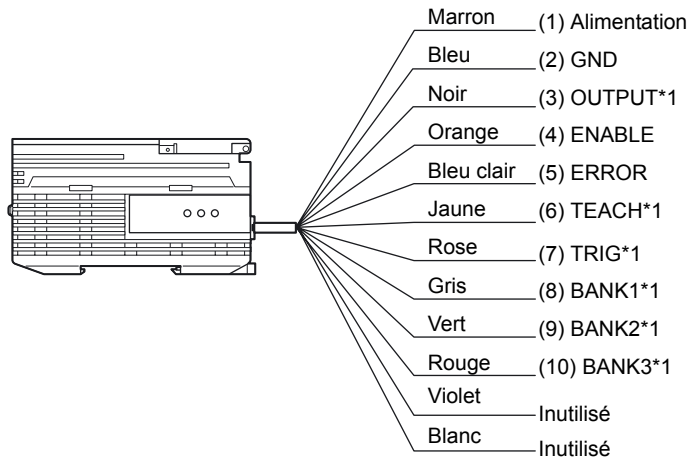 Marron (1) Alimentation
Bleu (2) GND
Noir (3) OUTPUT*1
Orange (4) ENABLE
Bleu clair (5) ERROR
Jaune (6) TEACH*1
Rose (7) TRIG*1
Gris (8) BANK1*1
Vert (9) BANK2*1
Rouge (10) BANK3*1
Violet Inutilisé
Blanc Inutilisé